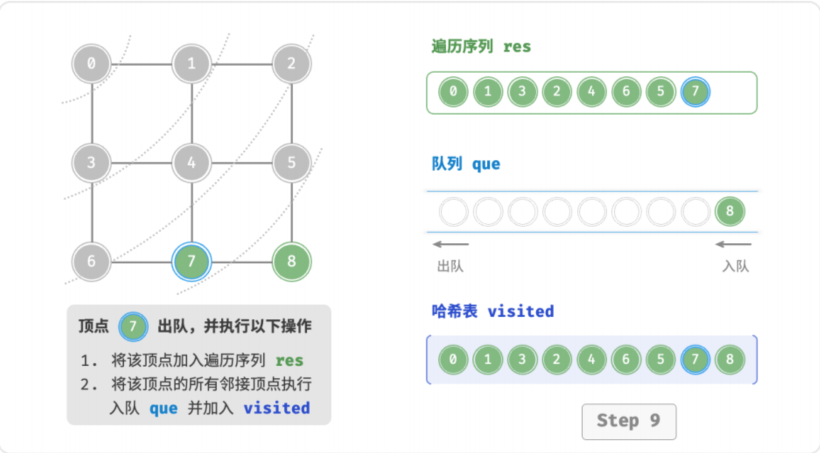 0 1 2
3 4 5
6 7 8
顶点 7 出队，并执行以下操作
1. 将该顶点加入遍历序列 res
2. 将该顶点的所有邻接顶点执行
入队 que 并加入 visited
遍历序列 res
0 1 3 2 4 6 5 7
队列 que
8
出队 入队
哈希表 visited
0 1 3 2 4 6 5 7 8
Step 9